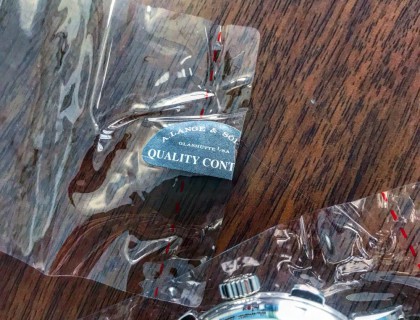 A. LANGE & SÖ
GLASHÜTTE I/SA
QUALITY CONT